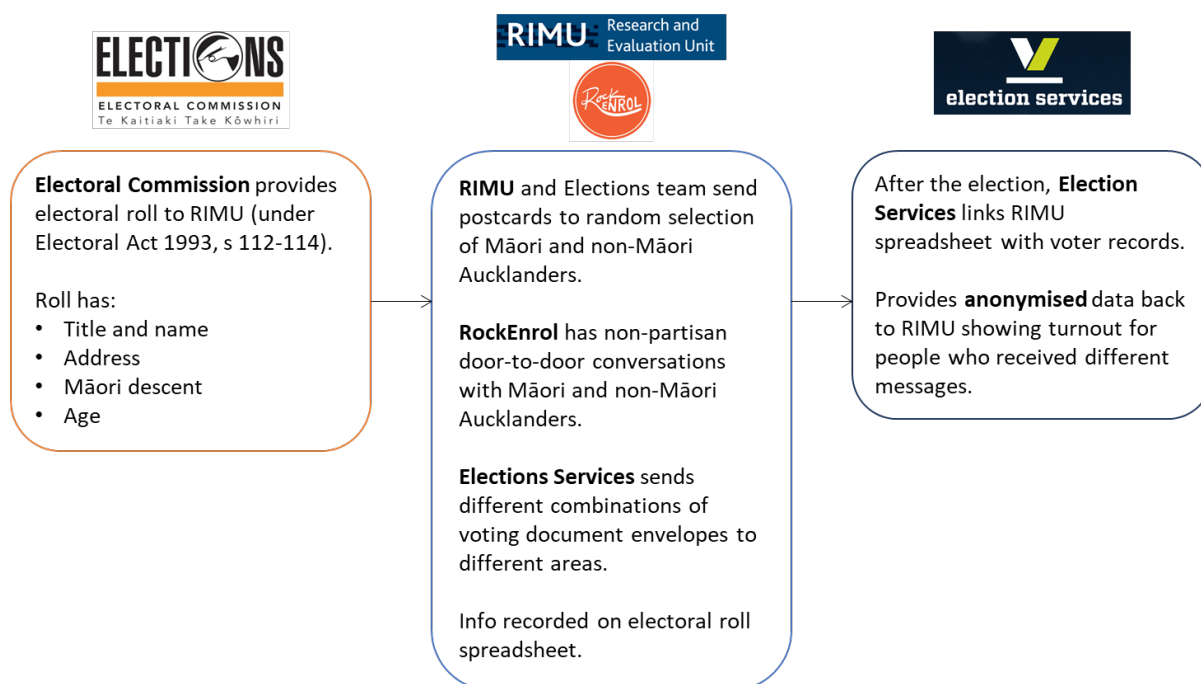 ELECTIONS
ELECTORAL COMMISSION
Te Kaitiaki Take Kōwhiri
Electoral Commission provides
electoral roll to RIMU (under
Electoral Act 1993, s 112-114).
Roll has:
• Title and name
• Address
• Māori descent
• Age
RIMU Research and
Evaluation Unit
Rock
ENROL
RIMU and Elections team send
postcards to random selection
of Māori and non-Māori
Aucklanders.
RockEnrol has non-partisan
door-to-door conversations
with Māori and non-Māori
Aucklanders.
Elections Services sends
different combinations of
voting document envelopes to
different areas.
Info recorded on electoral roll
spreadsheet.
election services
After the election, Election
Services links RIMU
spreadsheet with voter records.
Provides anonymised data back
to RIMU showing turnout for
people who received different
messages.